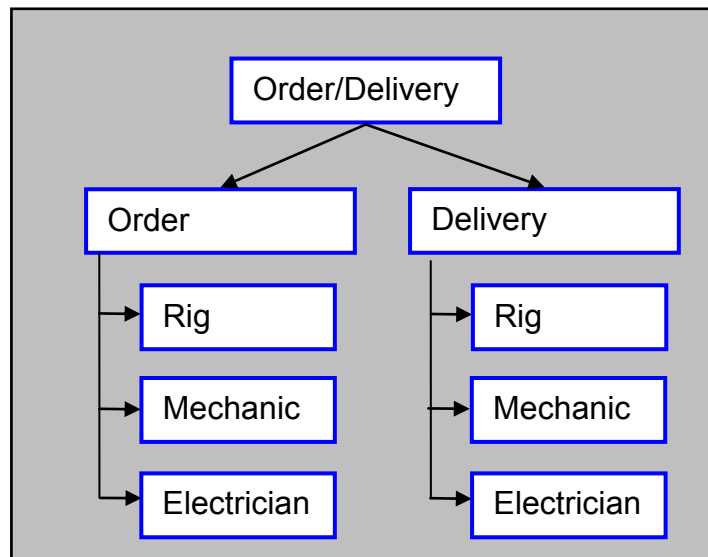 Order/Delivery
Order
Delivery
Rig
Rig
Mechanic
Mechanic
Electrician
Electrician